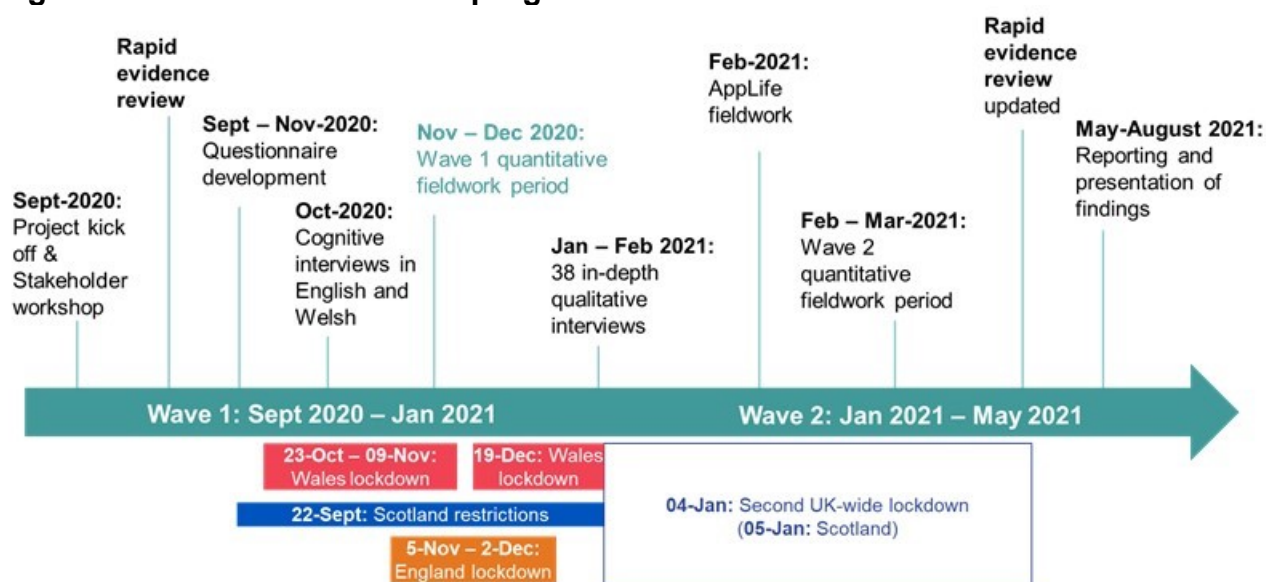 Rapid
evidence
review
Sept – Nov-2020:
Questionnaire
development
Sept-2020:
Project kick
off &
Stakeholder
workshop
Oct-2020:
Cognitive
interviews in
English and
Welsh
Nov – Dec 2020:
Wave 1 quantitative
fieldwork period
Jan – Feb 2021:
38 in-depth
qualitative
interviews
Feb-2021:
AppLife
fieldwork
Feb – Mar-2021:
Wave 2
quantitative
fieldwork period
Rapid
evidence
review
updated
May-August 2021:
Reporting and
presentation of
findings
Wave 1: Sept 2020 – Jan 2021
Wave 2: Jan 2021 – May 2021
23-Oct – 09-Nov:
Wales lockdown
19-Dec: Wales
lockdown
22-Sept: Scotland restrictions
5-Nov – 2-Dec:
England lockdown
04-Jan: Second UK-wide lockdown
(05-Jan: Scotland)